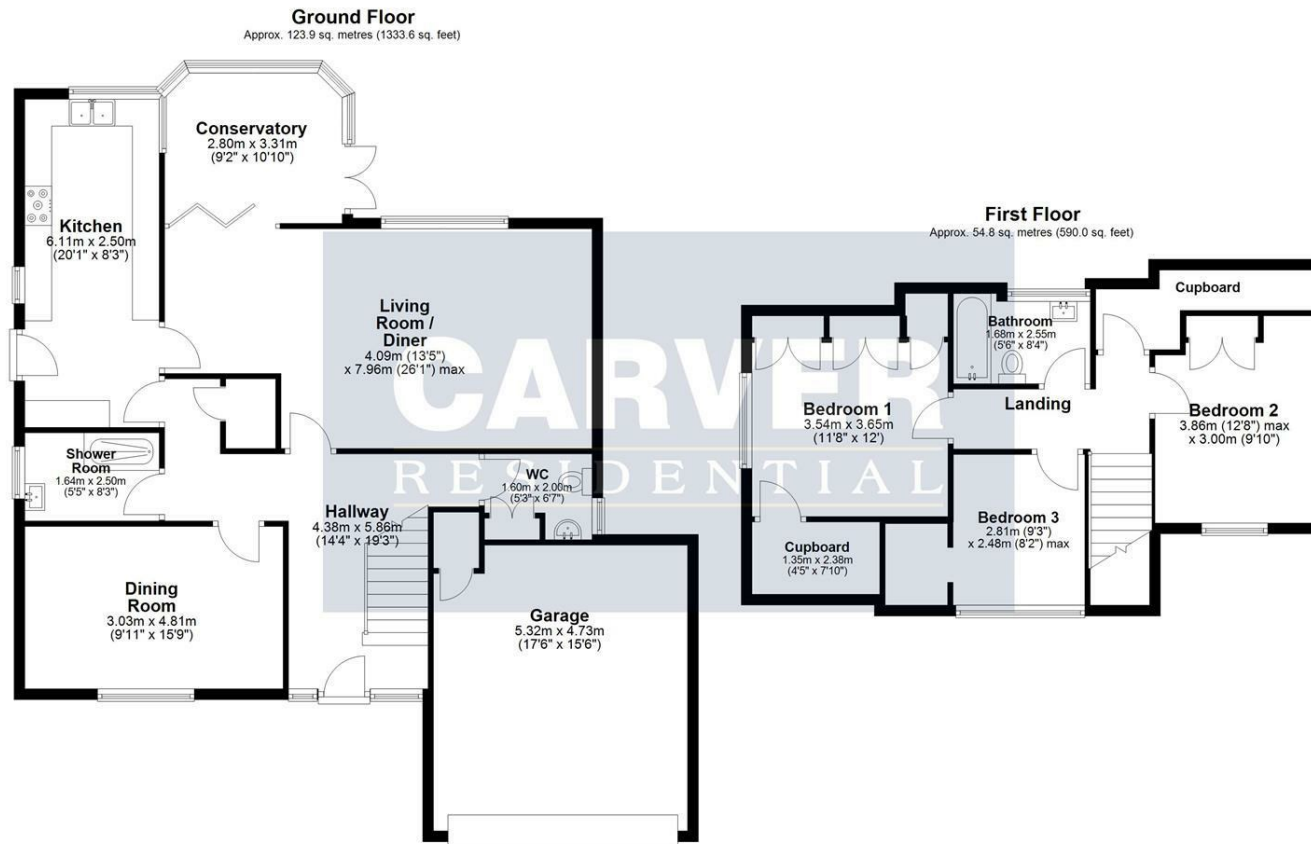 Ground Floor
Approx. 123.9 sq. metres (1333.6 sq. feet)
Conservatory
2.80m x 3.31m
(9'2" x 10'10")
Kitchen
6.11m x 2.50m
(20'1" x 8'3")
Living
Room /
Diner
4.09m (13'5")
x 7.96m (26'1") max
Shower
Room
1.64m x 2.50m
(5'5" x 8'3")
WC
1.60m x 2.00m
(5'3" x 6'7")
Hallway
4.38m x 5.86m
(14'4" x 19'3")
Dining
Room
3.03m x 4.81m
(9'11" x 15'9")
Garage
5.32m x 4.73m
(17'6" x 15'6")
First Floor
Approx. 54.8 sq. metres (590.0 sq. feet)
Cupboard
Bathroom
1.68m x 2.55m
(5'6" x 8'4")
Landing
Bedroom 1
3.54m x 3.65m
(11'8" x 12')
Bedroom 2
3.86m (12'8") max
x 3.00m (9'10")
Bedroom 3
2.81m (9'3")
x 2.48m (8'2") max
Cupboard
1.35m x 2.38m
(4'5" x 7'10")
CARVER
RESIDENTIAL